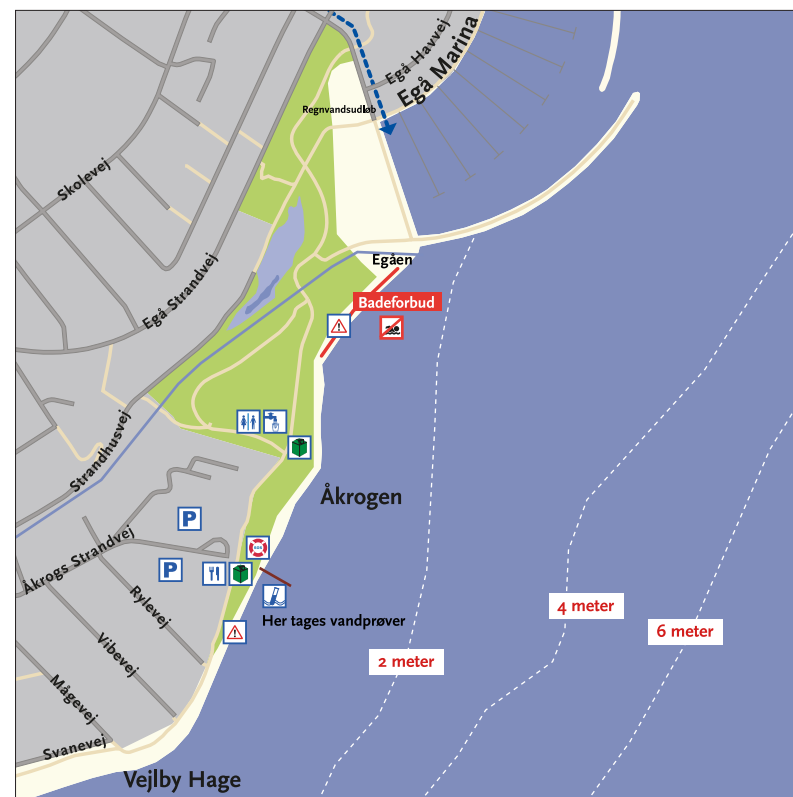 Egå Havvej
Egå Marina
Regnvandsudløb
Skolevej
Egåen
Egå Strandvej
Badeforbud
Strandhusvej
Åkrogen
P
Åkrogs Strandvej
SOS
P
Rylevej
4 meter
Her tages vandprøver
6 meter
Vibevej
2 meter
Mågevej
Svanevej
Vejlby Hage